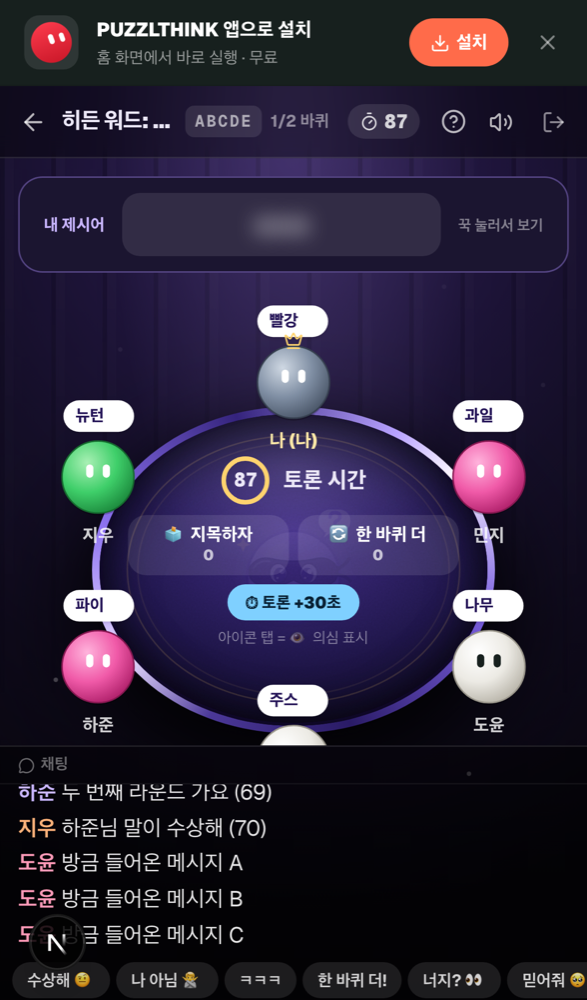 PUZZLTHINK 앱으로 설치
홈 화면에서 바로 실행 · 무료
설치
히든 워드: ...
ABCDE
1/2 바퀴
87
내 제시어
꾹 눌러서 보기
빨강
나 (나)
뉴턴
지우
과일
민지
87 토론 시간
지목하자
0
한 바퀴 더
0
토론 +30초
아이콘 탭 = 의심 표시
파이
하준
나무
도윤
주스
채팅
하준 두 번째 라운드 가요 (69)
지우 하준님 말이 수상해 (70)
도윤 방금 들어온 메시지 A
도윤 방금 들어온 메시지 B
도윤 방금 들어온 메시지 C
N
수상해
나 아님
ㅋㅋㅋ
한 바퀴 더!
너지?
믿어줘